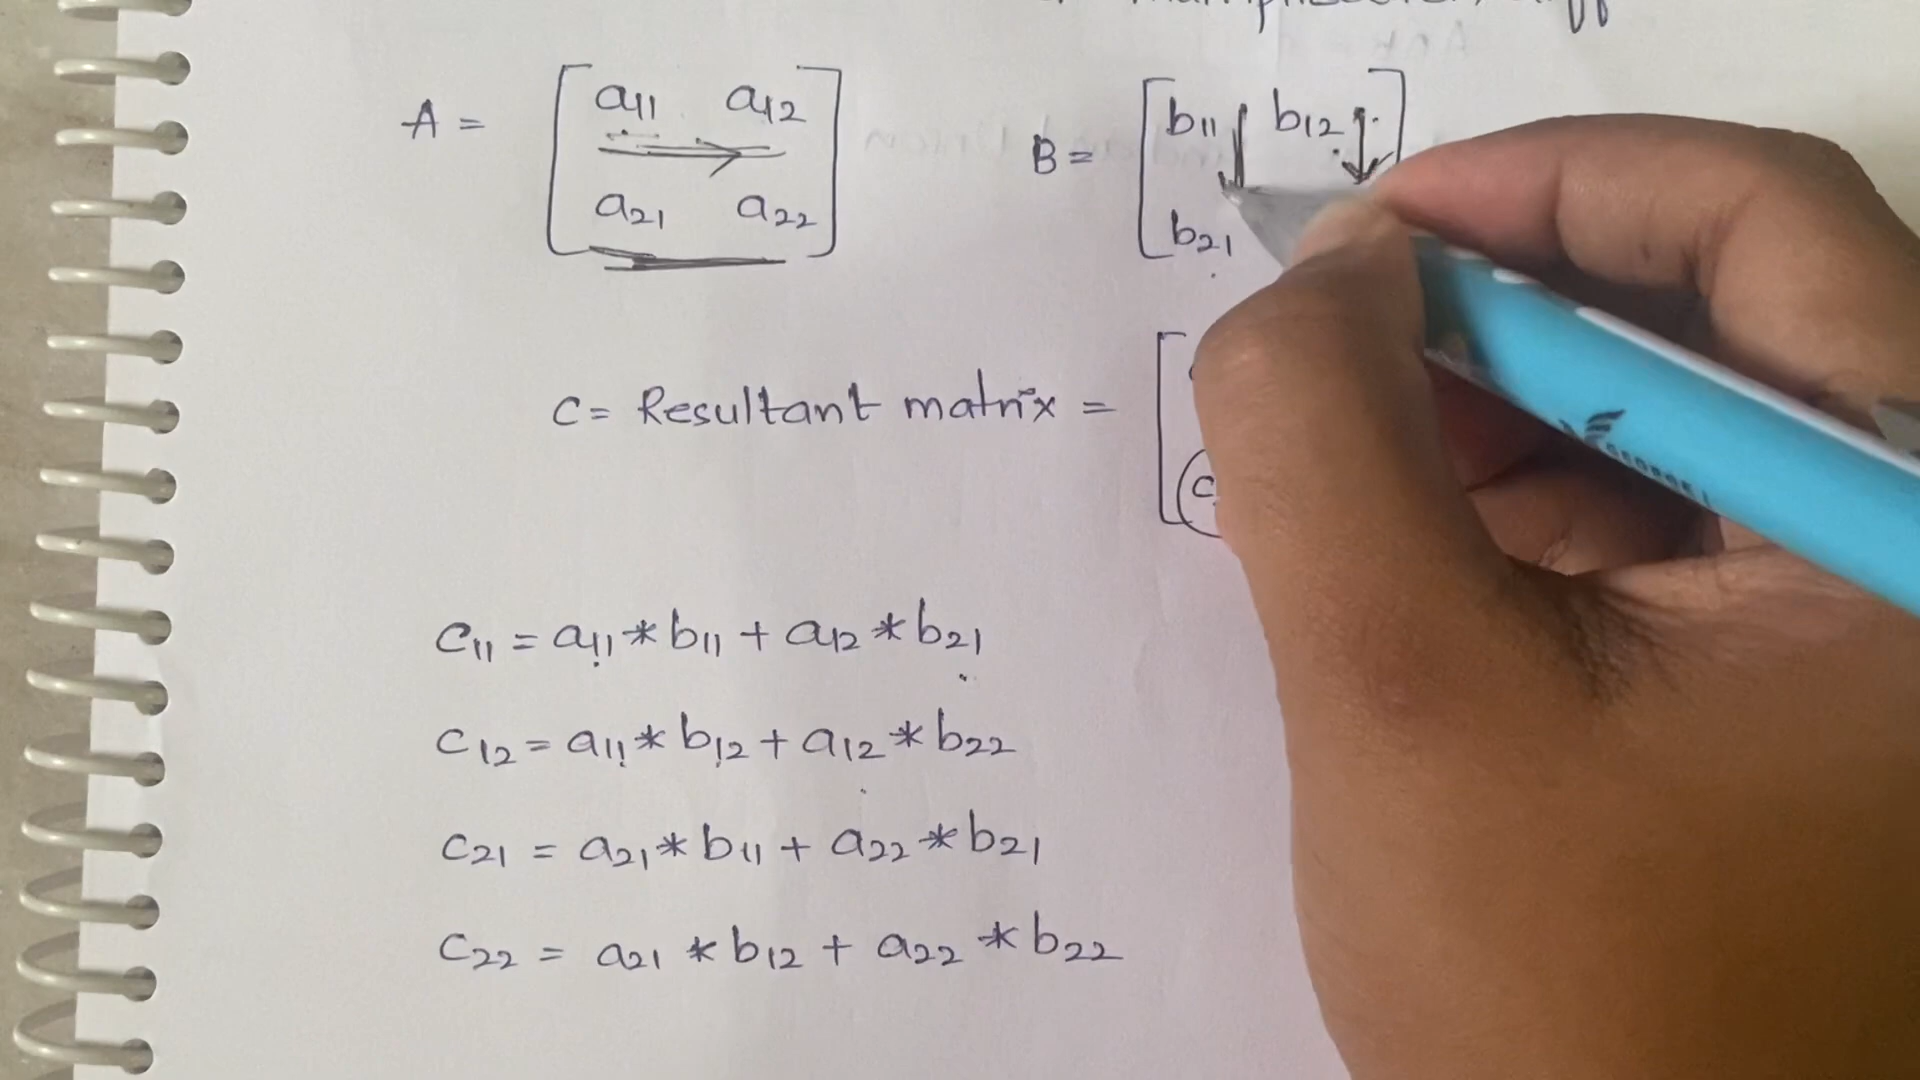 A = [ a11 a12
a21 a22 ]
B = [ b11 b12
b21
C = Resultant matrix = [
c11 = a11 * b11 + a12 * b21
c12 = a11 * b12 + a12 * b22
c21 = a21 * b11 + a22 * b21
c22 = a21 * b12 + a22 * b22